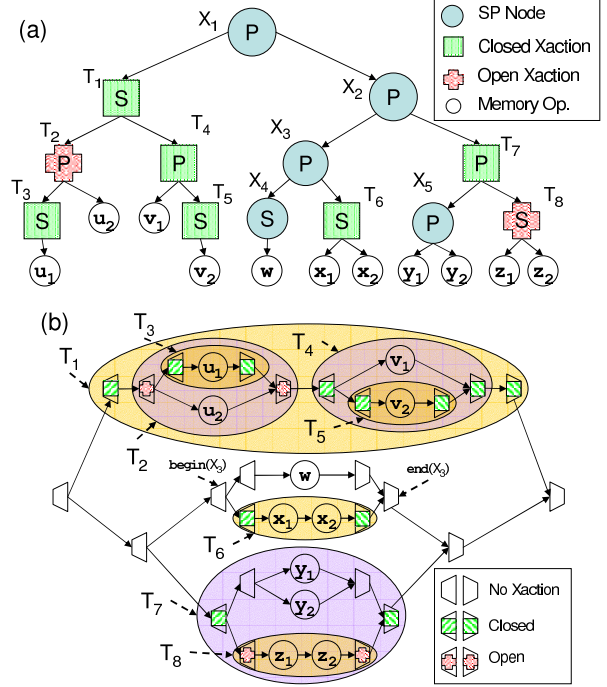 (a)
X1
P
SP Node
Closed Xaction
Open Xaction
Memory Op.
T1
S
X2
P
T2
P
T4
P
X3
P
T7
P
T3
S
u2
v1
T5
S
X4
S
T6
S
X5
P
T8
S
u1
v2
w
x1
x2
y1
y2
z1
z2
(b)
T3
T1
u1
T4
v1
u2
v2
T5
T2
begin(X3)
w
end(X3)
x1
x2
T6
y1
T7
y2
T8
z1
z2
No Xaction
Closed
Open